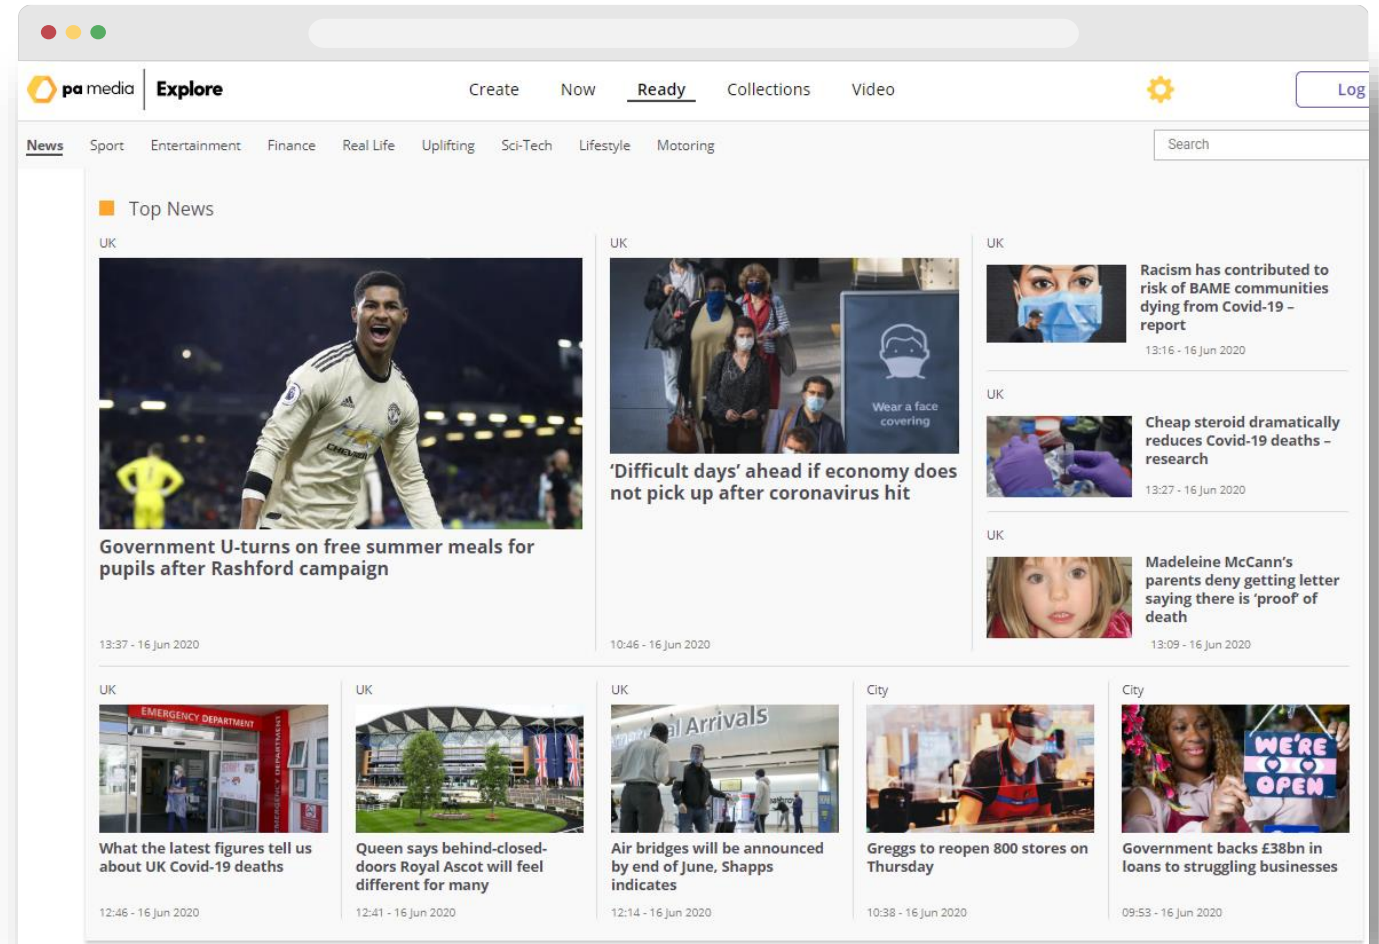 pa media Explore
Create Now Ready Collections Video
Log
News Sport Entertainment Finance Real Life Uplifting Sci-Tech Lifestyle Motoring
Search
Top News
UK
CHEVROLET
Government U-turns on free summer meals for
pupils after Rashford campaign
13:37 - 16 Jun 2020
UK
Wear a face
covering
‘Difficult days’ ahead if economy does
not pick up after coronavirus hit
10:46 - 16 Jun 2020
UK
Racism has contributed to
risk of BAME communities
dying from Covid-19 –
report
13:16 - 16 Jun 2020
UK
Cheap steroid dramatically
reduces Covid-19 deaths –
research
13:27 - 16 Jun 2020
UK
Madeleine McCann’s
parents deny getting letter
saying there is ‘proof’ of
death
13:09 - 16 Jun 2020
UK
EMERGENCY DEPARTMENT
EMERGENCY DEPARTMENT
What the latest figures tell us
about UK Covid-19 deaths
12:46 - 16 Jun 2020
UK
Queen says behind-closed-
doors Royal Ascot will feel
different for many
12:41 - 16 Jun 2020
UK
Arrivals
Air bridges will be announced
by end of June, Shapps
indicates
12:14 - 16 Jun 2020
City
Greggs to reopen 800 stores on
Thursday
10:38 - 16 Jun 2020
City
WE'RE
OPEN
Government backs £38bn in
loans to struggling businesses
09:53 - 16 Jun 2020